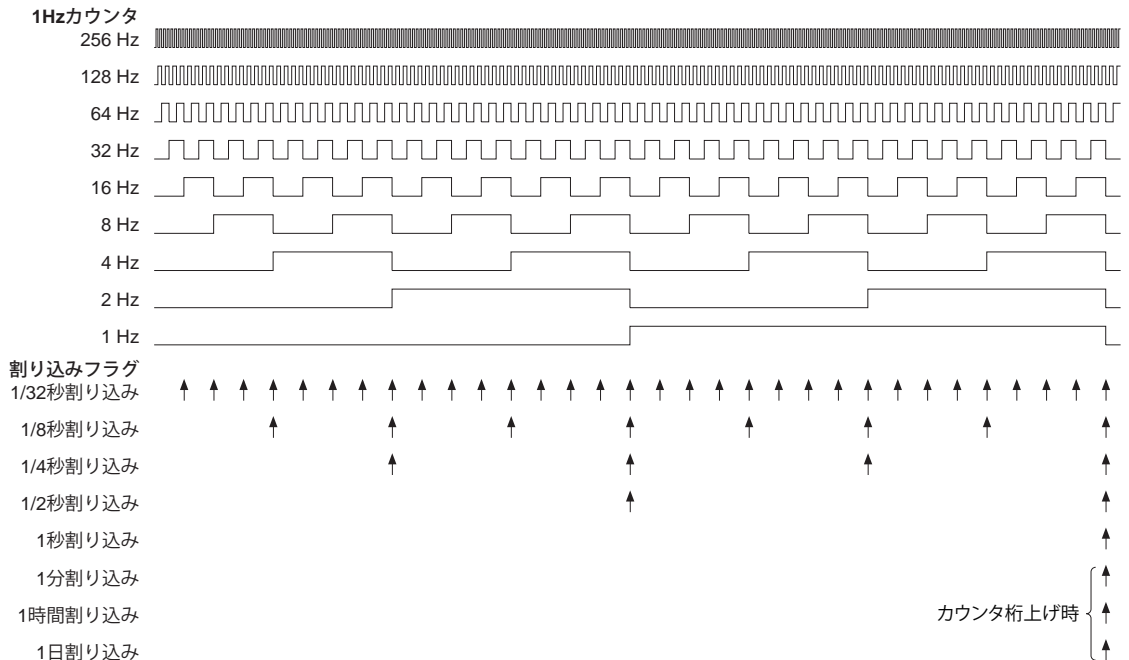 1Hzカウンタ
256 Hz
128 Hz
64 Hz
32 Hz
16 Hz
8 Hz
4 Hz
2 Hz
1 Hz
割り込みフラグ
1/32秒割り込み
1/8秒割り込み
1/4秒割り込み
1/2秒割り込み
1秒割り込み
1分割り込み
1時間割り込み
カウンタ桁上げ時
1日割り込み